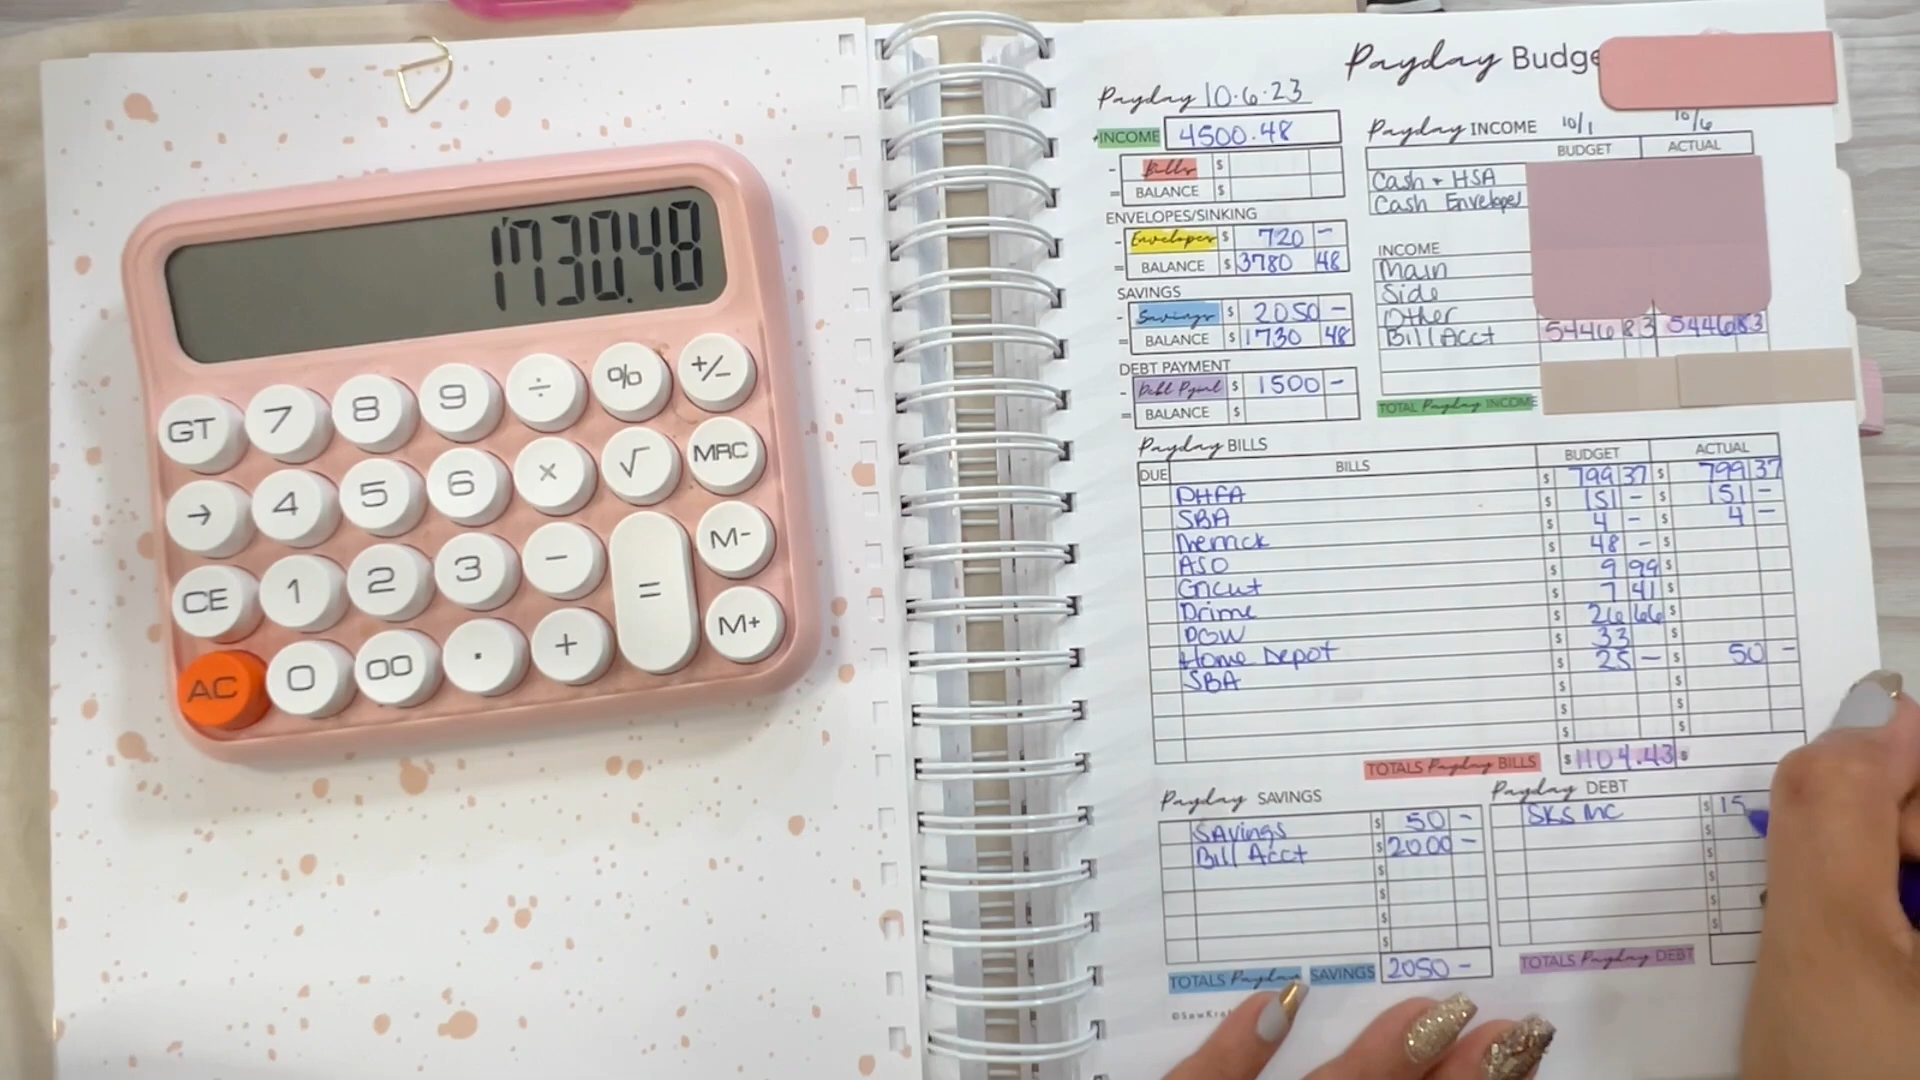 1730.48
GT 7 8 9 ÷ % +/−
→ 4 5 6 × √ MRC
CE 1 2 3 − = M-
AC 0 00 . + M+
Payday Budge
Payday 10.6.23
INCOME 4500.48
- Bills $
= BALANCE $
ENVELOPES/SINKING
- Envelopes $ 720 -
= BALANCE $ 3780 48
SAVINGS
- Savings $ 2050 -
= BALANCE $ 1730 48
DEBT PAYMENT
- Debt Pymt $ 1500 -
= BALANCE $
Payday INCOME 10/1 10/6
BUDGET ACTUAL
Cash + HSA
Cash Envelopes
INCOME
Main
Side
Other
Bill Acct 5446 83 5446 83
TOTAL Payday INCOME
Payday BILLS
DUE BILLS BUDGET ACTUAL
PHFA $ 799 37 $ 799 37
SBA $ 151 - $ 151 -
Merrick $ 4 - $ 4 -
ASO $ 48 - $
Cricut $ 9 99 $
Prime $ 7 41 $
POW $ 26 66 $
Home Depot $ 33 $
SBA $ 25 - $ 50 -
$ $
$ $
$ $
TOTALS Payday BILLS $ 1104.43 $
Payday SAVINGS
Savings $ 50 -
Bill Acct $ 2000 -
$
$
$
$
TOTALS Payday SAVINGS 2050 -
Payday DEBT
SKS Inc $ 15
$
$
$
$
$
TOTALS Payday DEBT